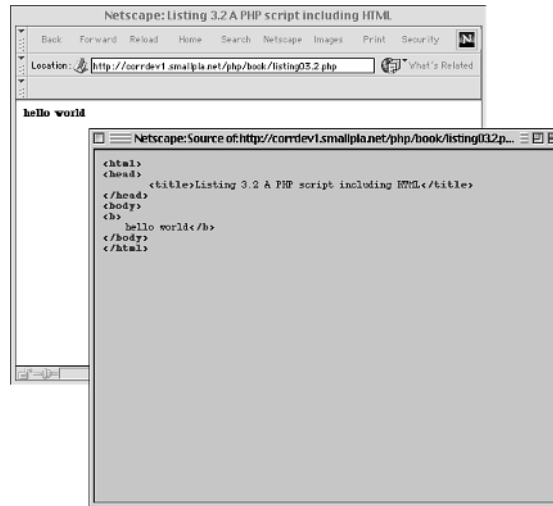 Netscape: Listing 3.2 A PHP script including HTML
Back Forward Reload Home Search Netscape Images Print Security N
Location: http://corrdev1.smallpla.net/php/book/listing03.2.php What's Related
hello world
Netscape: Source of: http://corrdev1.smallpla.net/php/book/listing03.2.p...
<html>
<head>
<title>Listing 3.2 A PHP script including HTML</title>
</head>
<body>
<b>
hello world</b>
</body>
</html>